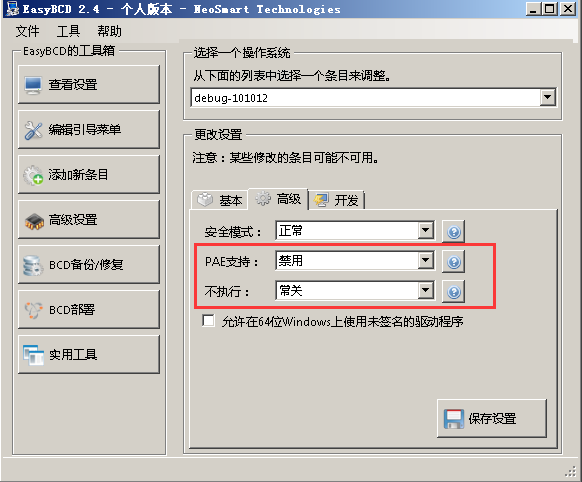 EasyBCD 2.4 - 个人版本 - NeoSmart Technologies
文件 工具 帮助
EasyBCD的工具箱
查看设置
编辑引导菜单
添加新条目
高级设置
BCD备份/修复
BCD部署
实用工具
选择一个操作系统
从下面的列表中选择一个条目来调整。
debug-101012
更改设置
注意：某些修改的条目可能不可用。
基本 高级 开发
安全模式： 正常
PAE支持： 禁用
不执行： 常关
允许在64位Windows上使用未签名的驱动程序
保存设置